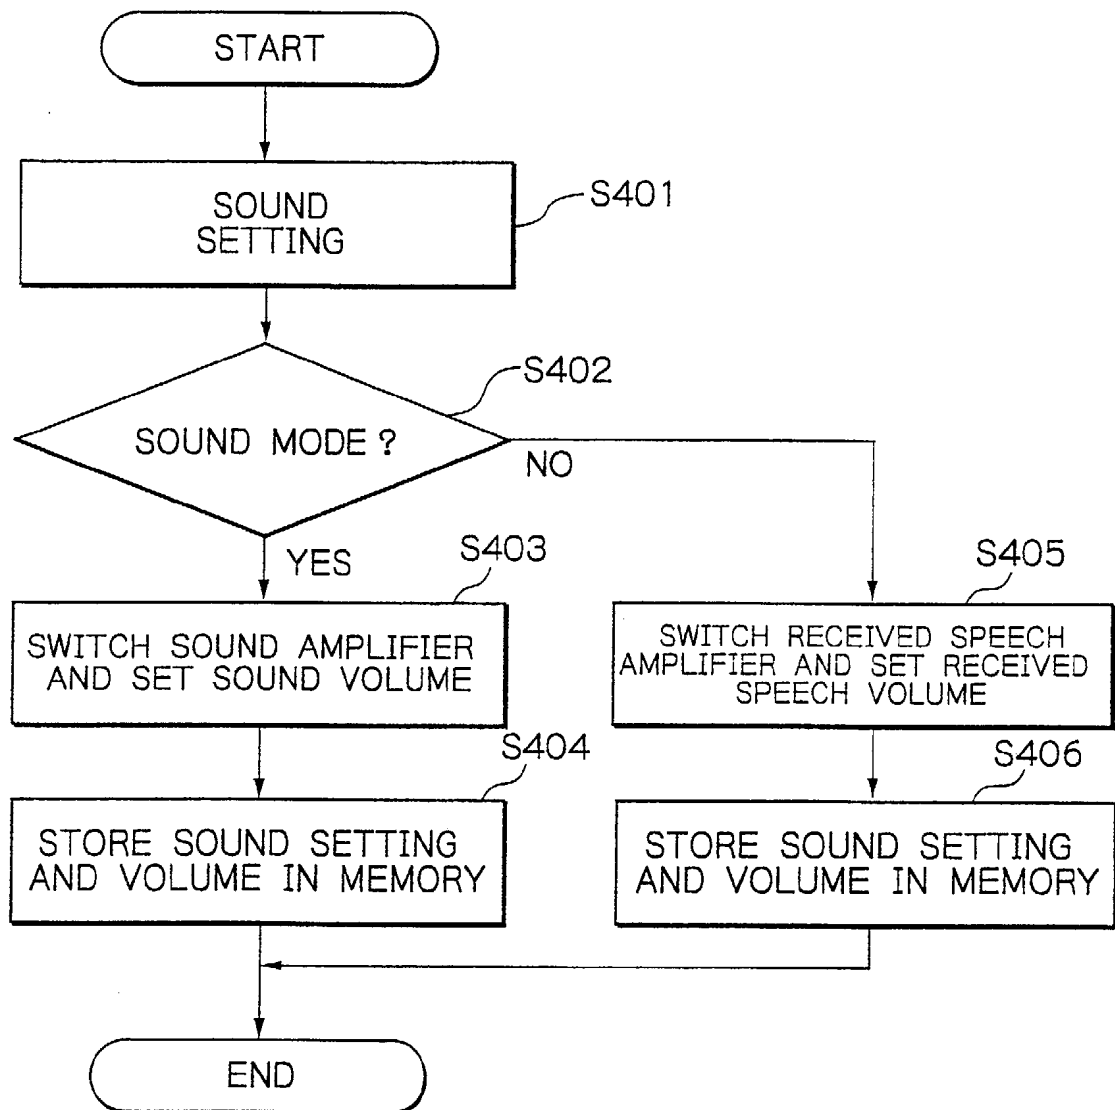 START
SOUND
SETTING
S401
SOUND MODE ?
S402
NO
YES
S403
SWITCH SOUND AMPLIFIER
AND SET SOUND VOLUME
S405
SWITCH RECEIVED SPEECH
AMPLIFIER AND SET RECEIVED
SPEECH VOLUME
S404
STORE SOUND SETTING
AND VOLUME IN MEMORY
S406
STORE SOUND SETTING
AND VOLUME IN MEMORY
END